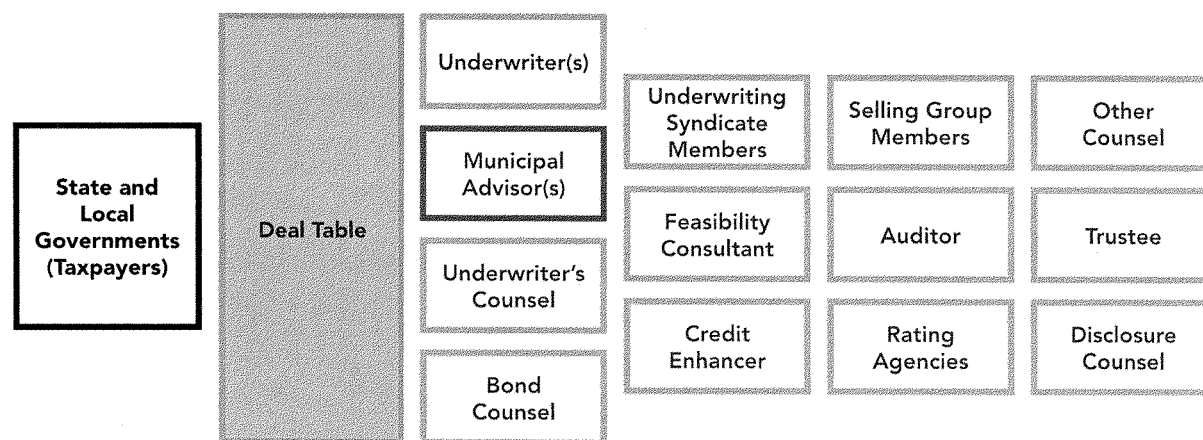 State and
Local
Governments
(Taxpayers)
Deal Table
Underwriter(s)
Municipal
Advisor(s)
Underwriter's
Counsel
Bond
Counsel
Underwriting
Syndicate
Members
Selling Group
Members
Other
Counsel
Feasibility
Consultant
Auditor
Trustee
Credit
Enhancer
Rating
Agencies
Disclosure
Counsel